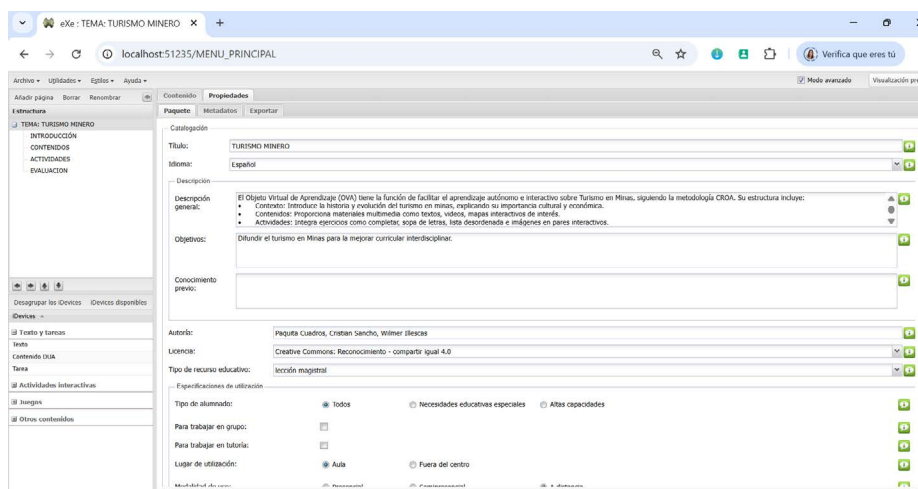 eXe : TEMA: TURISMO MINERO
localhost:51235/MENU_PRINCIPAL
Verifica que eres tú
Archivo Utilidades Estilos Ayuda
Modo avanzado
Visualización pre
Añadir página Borrar Renombrar
Contenido Propiedades
Estructura
Paquete Metadatos Exportar
TEMA: TURISMO MINERO
INTRODUCCIÓN
CONTENIDOS
ACTIVIDADES
EVALUACION
Catalogación
Título: TURISMO MINERO
Idioma: Español
Descripción
Descripción general:
El Objeto Virtual de Aprendizaje (OVA) tiene la función de facilitar el aprendizaje autónomo e interactivo sobre Turismo en Minas, siguiendo la metodología CROA. Su estructura incluye:
• Contexto: Introduce la historia y evolución del turismo en minas, explicando su importancia cultural y económica.
• Contenidos: Proporciona materiales multimedia como textos, videos, mapas interactivos de interés.
• Actividades: Integra ejercicios como completar, sopa de letras, lista desordenada e imágenes en pares interactivos.
Objetivos: Difundir el turismo en Minas para la mejorar curricular interdisciplinar.
Conocimiento previo:
Desagrupar los iDevices iDevices disponibles
iDevices
Texto y tareas
Texto
Contenido DUA
Tarea
Actividades interactivas
Juegos
Otros contenidos
Autoría: Paquita Cuadros, Cristian Sancho, Wilmer Illescas
Licencia: Creative Commons: Reconocimiento - compartir igual 4.0
Tipo de recurso educativo: lección magistral
Especificaciones de utilización
Tipo de alumnado: Todos Necesidades educativas especiales Altas capacidades
Para trabajar en grupo:
Para trabajar en tutoría:
Lugar de utilización: Aula Fuera del centro
Modalidad de uso: Presencial Semipresencial A distancia